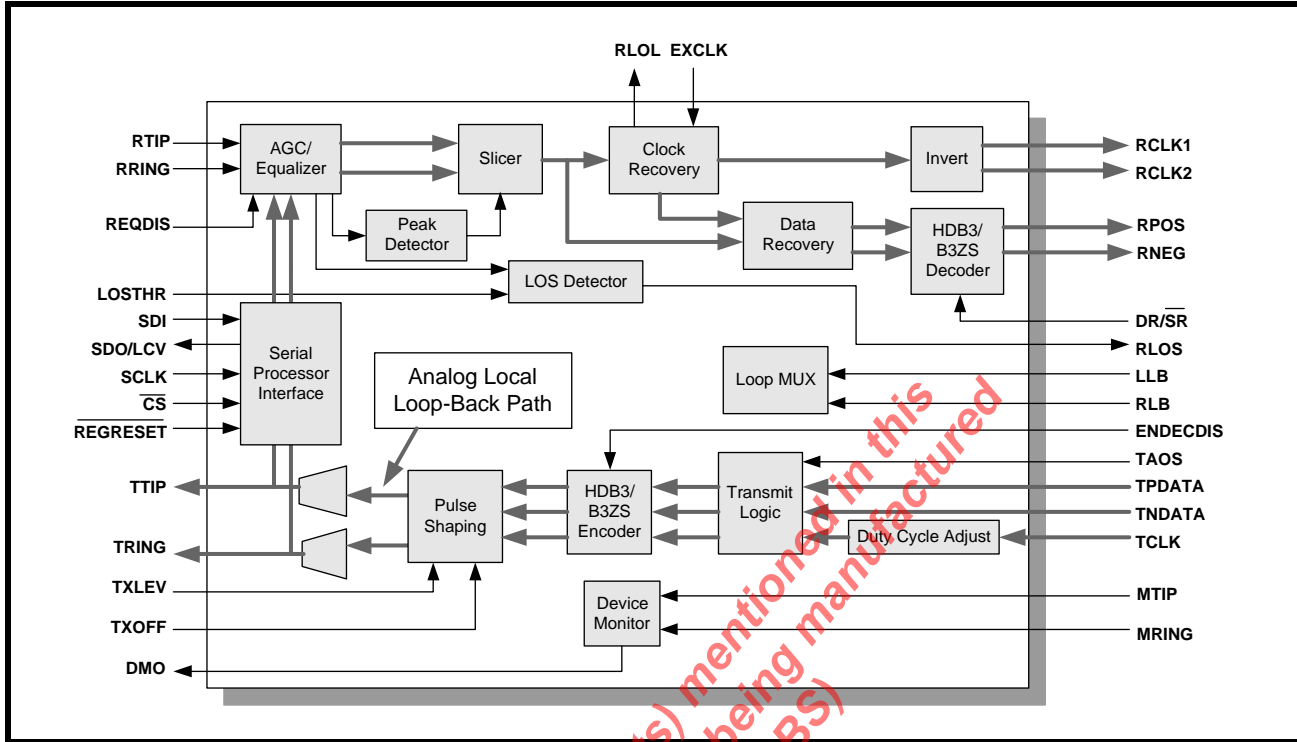 RLOL EXCLK
RTIP
RRING
REQDIS
LOSTHR
SDI
SDO/LCV
SCLK
C̅S̅
R̅E̅G̅R̅E̅S̅E̅T̅
TTIP
TRING
TXLEV
TXOFF
DMO
AGC/
Equalizer
Slicer
Clock
Recovery
Invert
Peak
Detector
Data
Recovery
HDB3/
B3ZS
Decoder
LOS Detector
Serial
Processor
Interface
Analog Local
Loop-Back Path
Loop MUX
Pulse
Shaping
HDB3/
B3ZS
Encoder
Transmit
Logic
Duty Cycle Adjust
Device
Monitor
RCLK1
RCLK2
RPOS
RNEG
DR/S̅R̅
RLOS
LLB
RLB
ENDECDIS
TAOS
TPDATA
TNDATA
TCLK
MTIP
MRING
mentioned in this
being manufactured